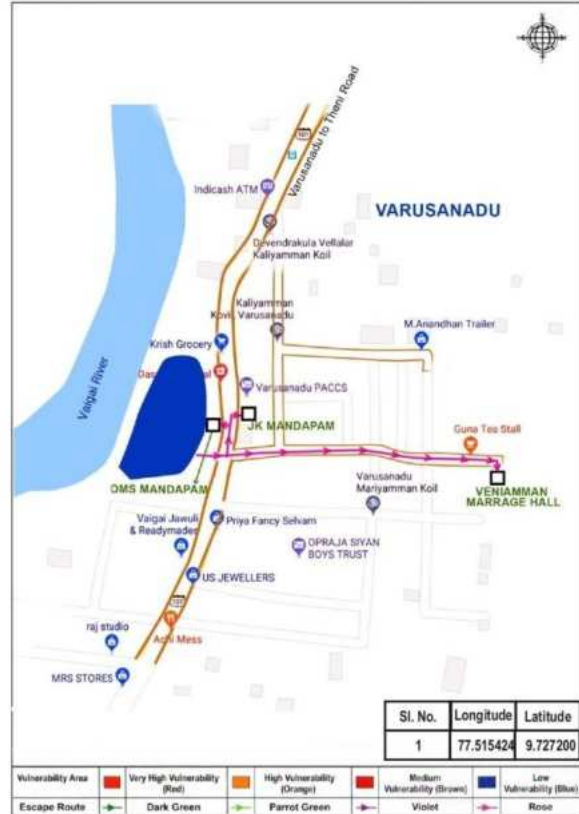 Varusanadu to Theni Road
Indicash ATM
VARUSANADU
Devendrakula Vellalar
Kaliyamman Koil
Kaliyamman
Kovil, Varusanadu
M.Anandhan Trailer
Krish Grocery
Vaigai River
Varusanadu PACCS
JK MANDAPAM
Guna Tea Stall
OMS MANDAPAM
Varusanadu
Mariyamman Koil
VENIAMMAN
MARRAGE HALL
Vaigai Jawuli
& Readymades
Priya Fancy Selvam
OPRAJA SIYAN
BOYS TRUST
US JEWELLERS
raj studio
Achi Mess
MRS STORES
Sl. No. Longitude Latitude
1 77.515424 9.727200
Vulnerability Area Very High Vulnerability (Red) High Vulnerability (Orange) Medium Vulnerability (Brown) Low Vulnerability (Blue)
Escape Route Dark Green Parrot Green Violet Rose